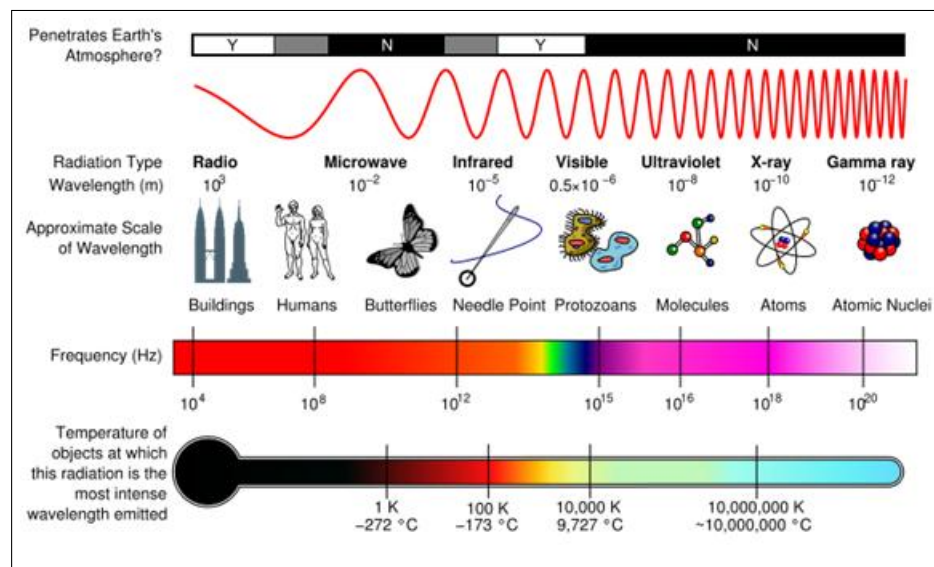 Penetrates Earth's
Atmosphere?
Y N Y N
Radiation Type
Radio Microwave Infrared Visible Ultraviolet X-ray Gamma ray
Wavelength (m)
10³ 10⁻² 10⁻⁵ 0.5×10⁻⁶ 10⁻⁸ 10⁻¹⁰ 10⁻¹²
Approximate Scale
of Wavelength
Buildings Humans Butterflies Needle Point Protozoans Molecules Atoms Atomic Nuclei
Frequency (Hz)
10⁴ 10⁸ 10¹² 10¹⁵ 10¹⁶ 10¹⁸ 10²⁰
Temperature of
objects at which
this radiation is the
most intense
wavelength emitted
1 K 100 K 10,000 K 10,000,000 K
−272 °C −173 °C 9,727 °C ~10,000,000 °C